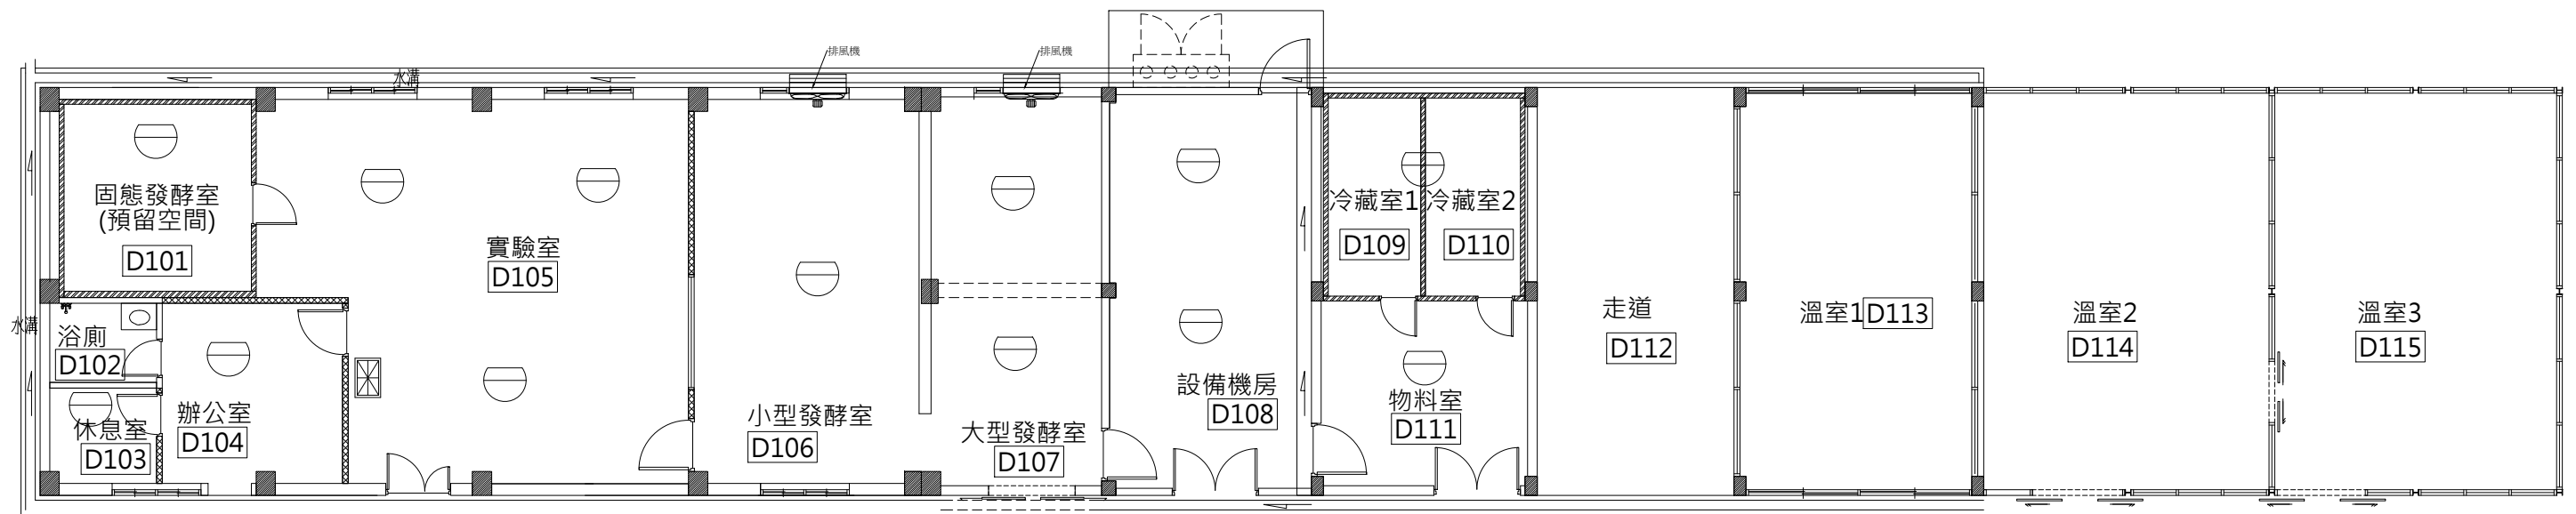 排風機
排風機
水溝
固態發酵室
(預留空間)
D101
實驗室
D105
冷藏室1
D109
冷藏室2
D110
水溝
浴廁
D102
休息室
D103
辦公室
D104
小型發酵室
D106
大型發酵室
D107
設備機房
D108
物料室
D111
走道
D112
溫室1 D113
溫室2
D114
溫室3
D115